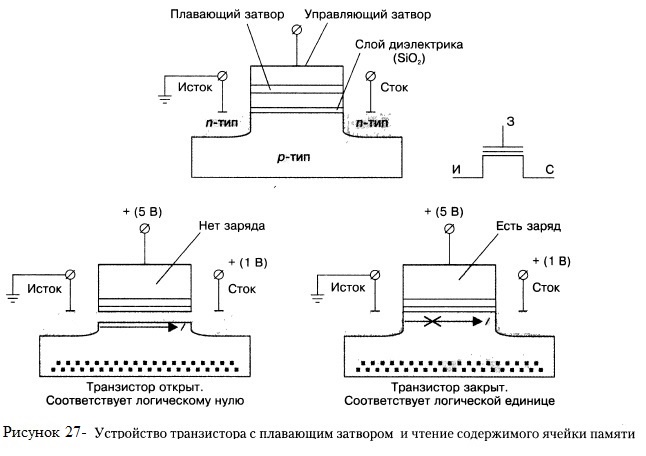 Плавающий затвор
Управляющий затвор
Слой диэлектрика
(SiO₂)
Исток
Сток
n-тип
n-тип
p-тип
З
И
С
+ (5 В)
Нет заряда
+ (1 В)
Исток
Сток
Транзистор открыт.
Соответствует логическому нулю
+ (5 В)
Есть заряд
+ (1 В)
Исток
Сток
Транзистор закрыт.
Соответствует логической единице
Рисунок 27- Устройство транзистора с плавающим затвором и чтение содержимого ячейки памяти